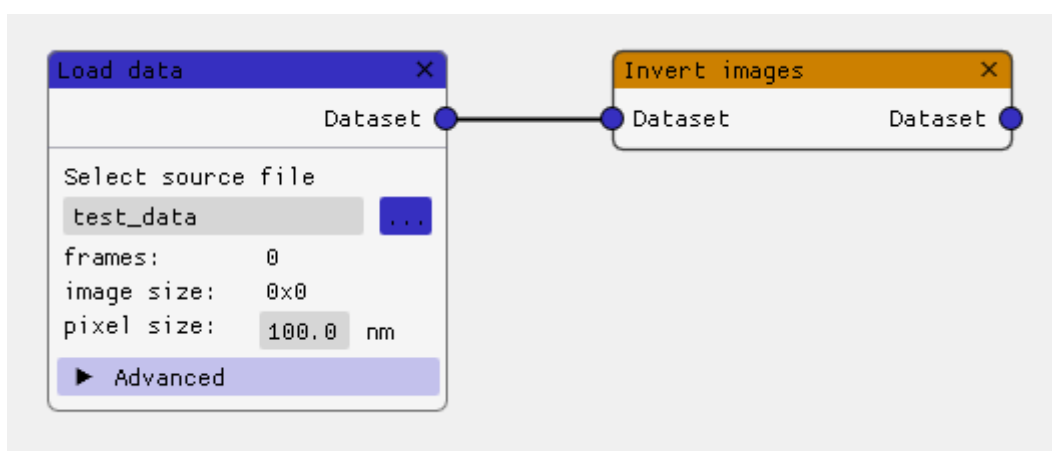 Load data
Dataset
Select source file
test_data
...
frames: 0
image size: 0x0
pixel size: 100.0 nm
Advanced
Invert images
Dataset Dataset